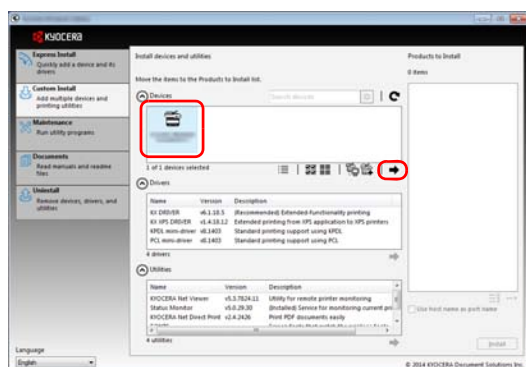 KYOCERA
Express Install
Quickly add a device and its
drivers
Custom Install
Add multiple devices and
printing utilities
Maintenance
Run utility programs
Documents
Read manuals and readme
files
Uninstall
Remove devices, drivers, and
utilities
Language
English
Install devices and utilities
Move the items to the Products to Install list.
Devices
Search devices
1 of 1 devices selected
Drivers
Name Version Description
KX DRIVER v6.1.10.5 (Recommended) Extended-functionality printing
KX XPS DRIVER v1.4.10.12 Extended printing from XPS application to XPS printers
KPDL mini-driver v8.1403 Standard printing support using KPDL
PCL mini-driver v8.1403 Standard printing support using PCL
4 drivers
Utilities
Name Version Description
KYOCERA Net Viewer v5.3.7824.11 Utility for remote printer monitoring
Status Monitor v5.0.29.30 (Installed) Service for monitoring current pri
KYOCERA Net Direct Print v2.4.2426 Print PDF documents easily
4 utilities
Products to Install
0 items
Use host name as port name
Install
© 2014 KYOCERA Document Solutions Inc.